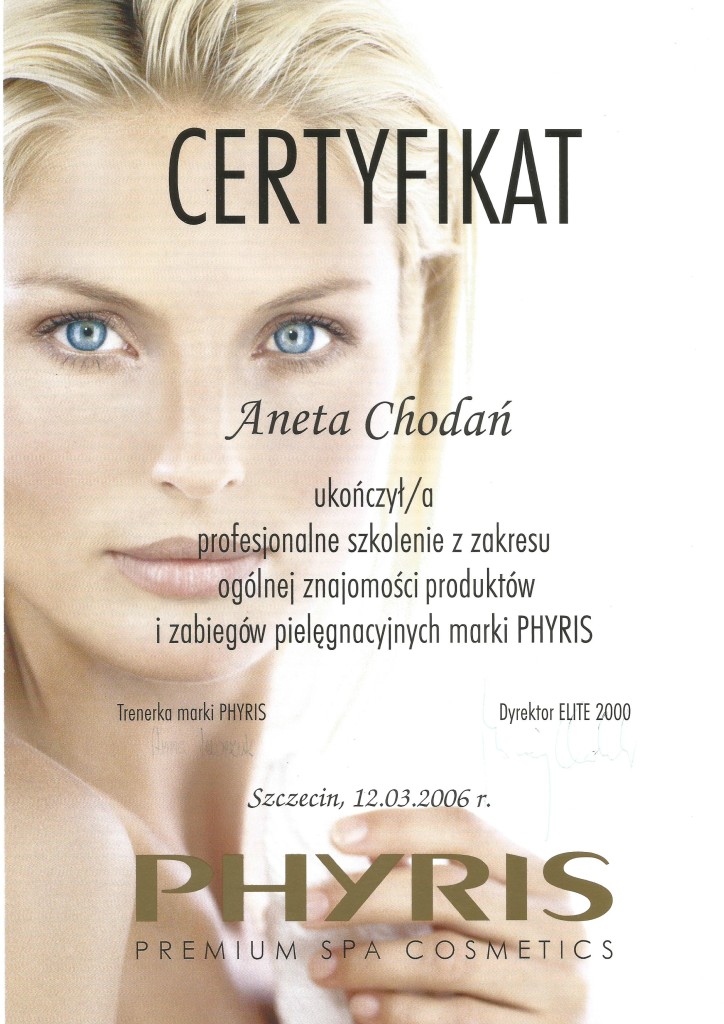 CERTYFIKAT
Aneta Chodań
ukończył/a
profesjonalne szkolenie z zakresu
ogólnej znajomości produktów
i zabiegów pielęgnacyjnych marki PHYRIS
Trenerka marki PHYRIS
Dyrektor ELITE 2000
Szczecin, 12.03.2006 r.
PHYRIS
PREMIUM SPA COSMETICS